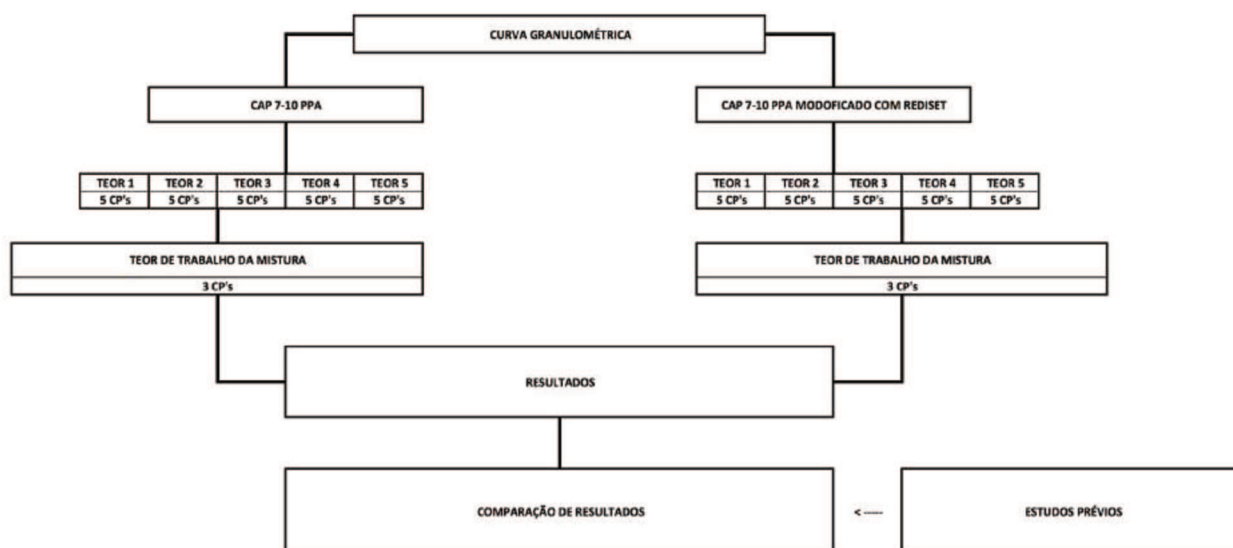 CURVA GRANULOMÉTRICA
CAP 7-10 PPA
CAP 7-10 PPA MODOFICADO COM REDISET
TEOR 1 TEOR 2 TEOR 3 TEOR 4 TEOR 5
5 CP's 5 CP's 5 CP's 5 CP's 5 CP's
TEOR 1 TEOR 2 TEOR 3 TEOR 4 TEOR 5
5 CP's 5 CP's 5 CP's 5 CP's 5 CP's
TEOR DE TRABALHO DA MISTURA
3 CP's
TEOR DE TRABALHO DA MISTURA
3 CP's
RESULTADOS
COMPARAÇÃO DE RESULTADOS
< -----
ESTUDOS PRÉVIOS